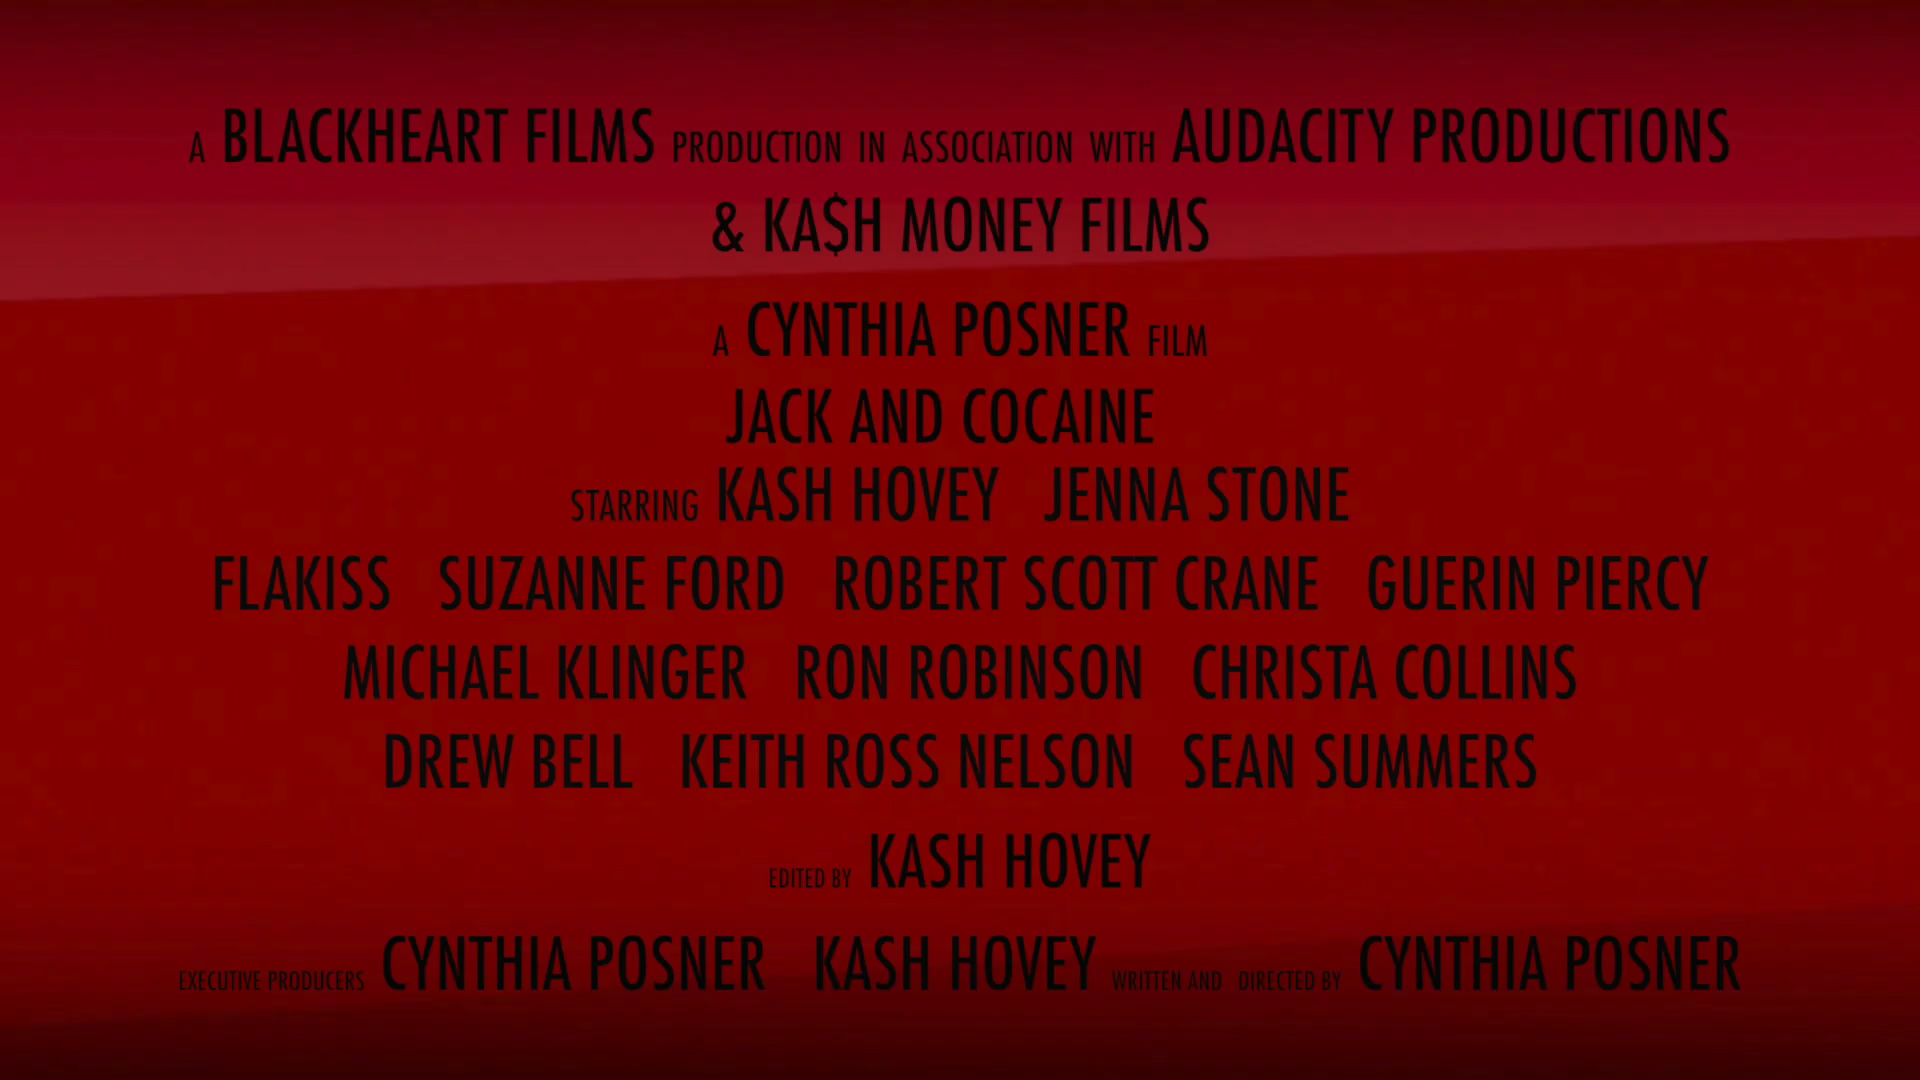 A BLACKHEART FILMS PRODUCTION IN ASSOCIATION WITH AUDACITY PRODUCTIONS
& KA$H MONEY FILMS
A CYNTHIA POSNER FILM
JACK AND COCAINE
STARRING KASH HOVEY JENNA STONE
FLAKISS SUZANNE FORD ROBERT SCOTT CRANE GUERIN PIERCY
MICHAEL KLINGER RON ROBINSON CHRISTA COLLINS
DREW BELL KEITH ROSS NELSON SEAN SUMMERS
EDITED BY KASH HOVEY
EXECUTIVE PRODUCERS CYNTHIA POSNER KASH HOVEY WRITTEN AND DIRECTED BY CYNTHIA POSNER